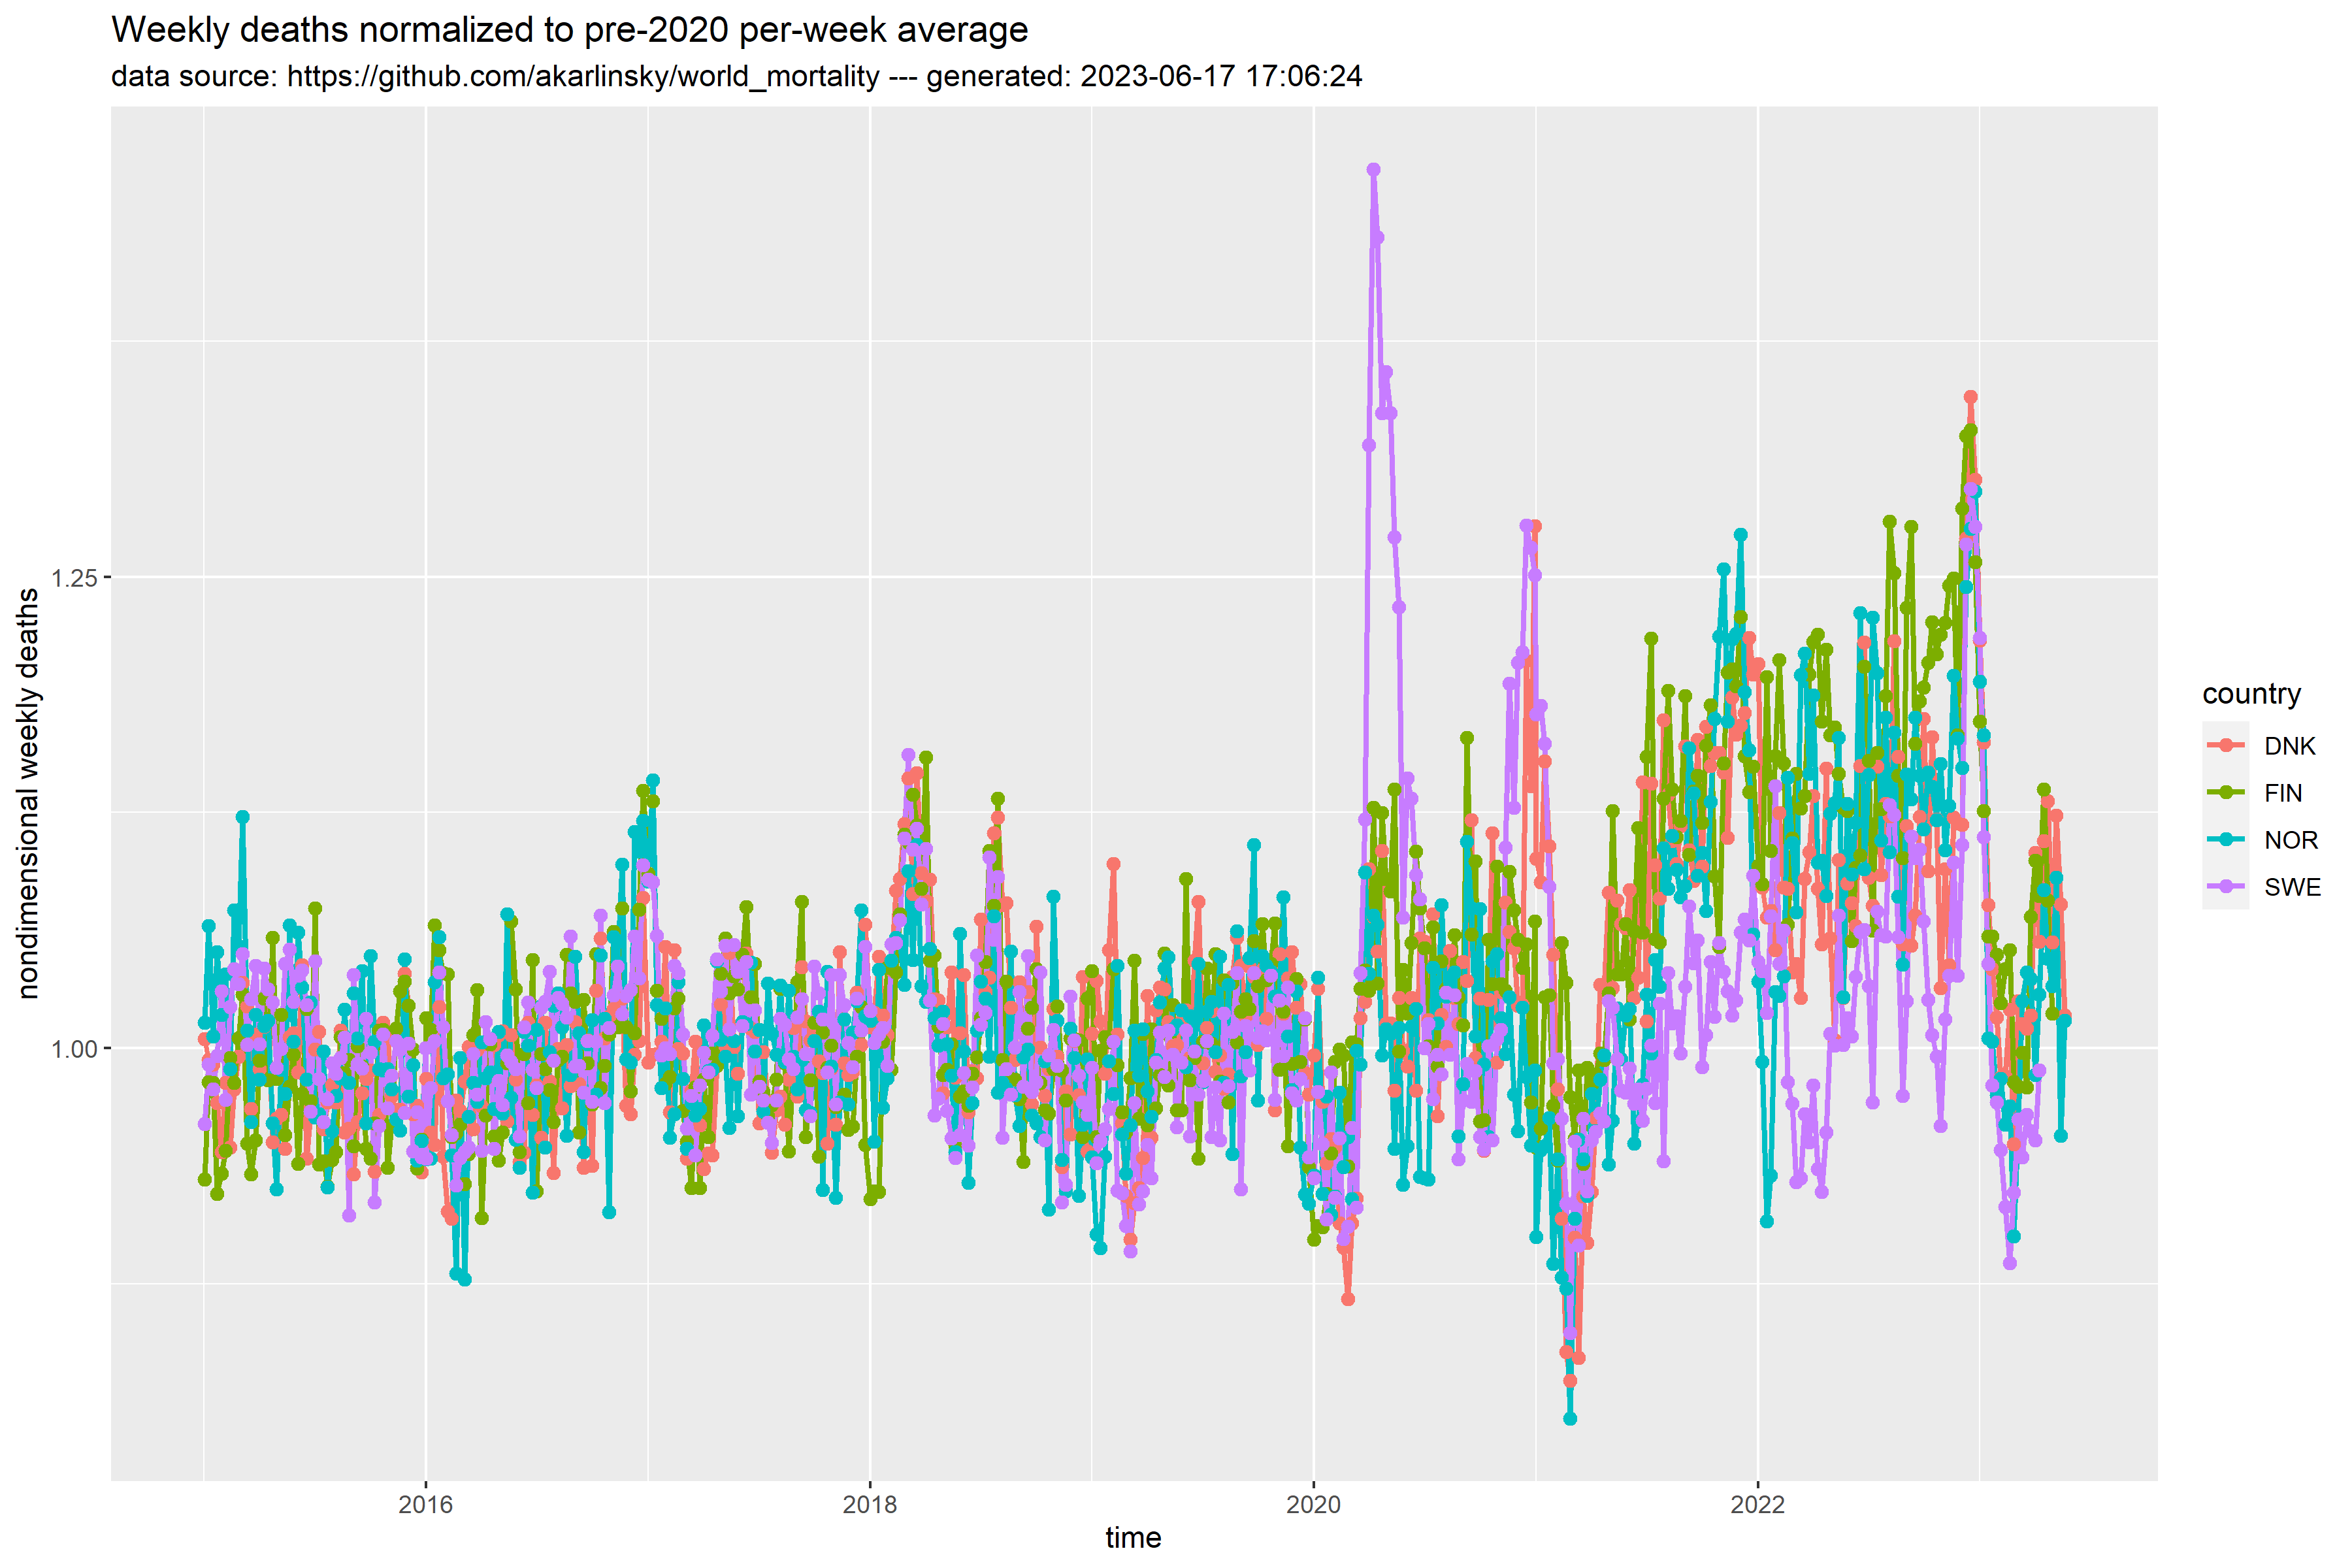 Weekly deaths normalized to pre-2020 per-week average
data source: https://github.com/akarlinsky/world_mortality --- generated: 2023-06-17 17:06:24
nondimensional weekly deaths
1.25
1.00
2016
2018
2020
2022
time
country
DNK
FIN
NOR
SWE